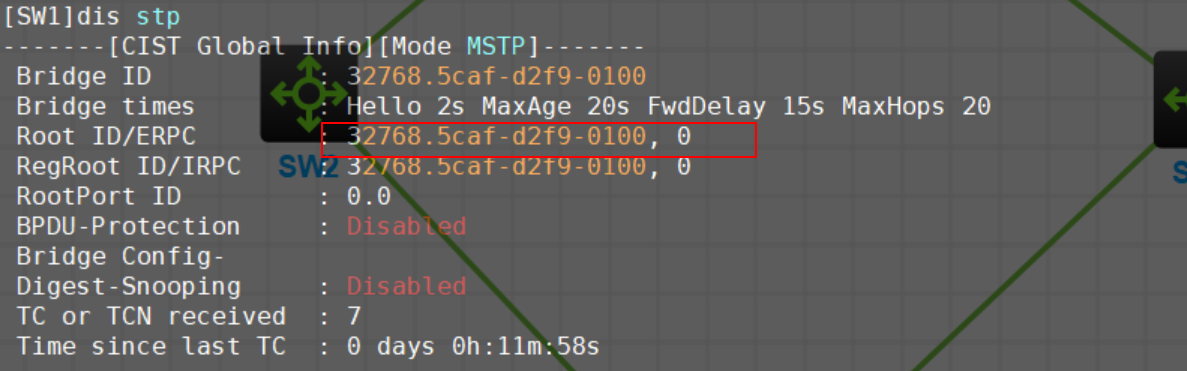 [SW1]dis stp
-------[CIST Global Info][Mode MSTP]-------
Bridge ID           : 32768.5caf-d2f9-0100
Bridge times        : Hello 2s MaxAge 20s FwdDelay 15s MaxHops 20
Root ID/ERPC        : 32768.5caf-d2f9-0100, 0
RegRoot ID/IRPC     : 32768.5caf-d2f9-0100, 0
SW2
S
RootPort ID         : 0.0
BPDU-Protection     : Disabled
Bridge Config-
Digest-Snooping     : Disabled
TC or TCN received  : 7
Time since last TC  : 0 days 0h:11m:58s